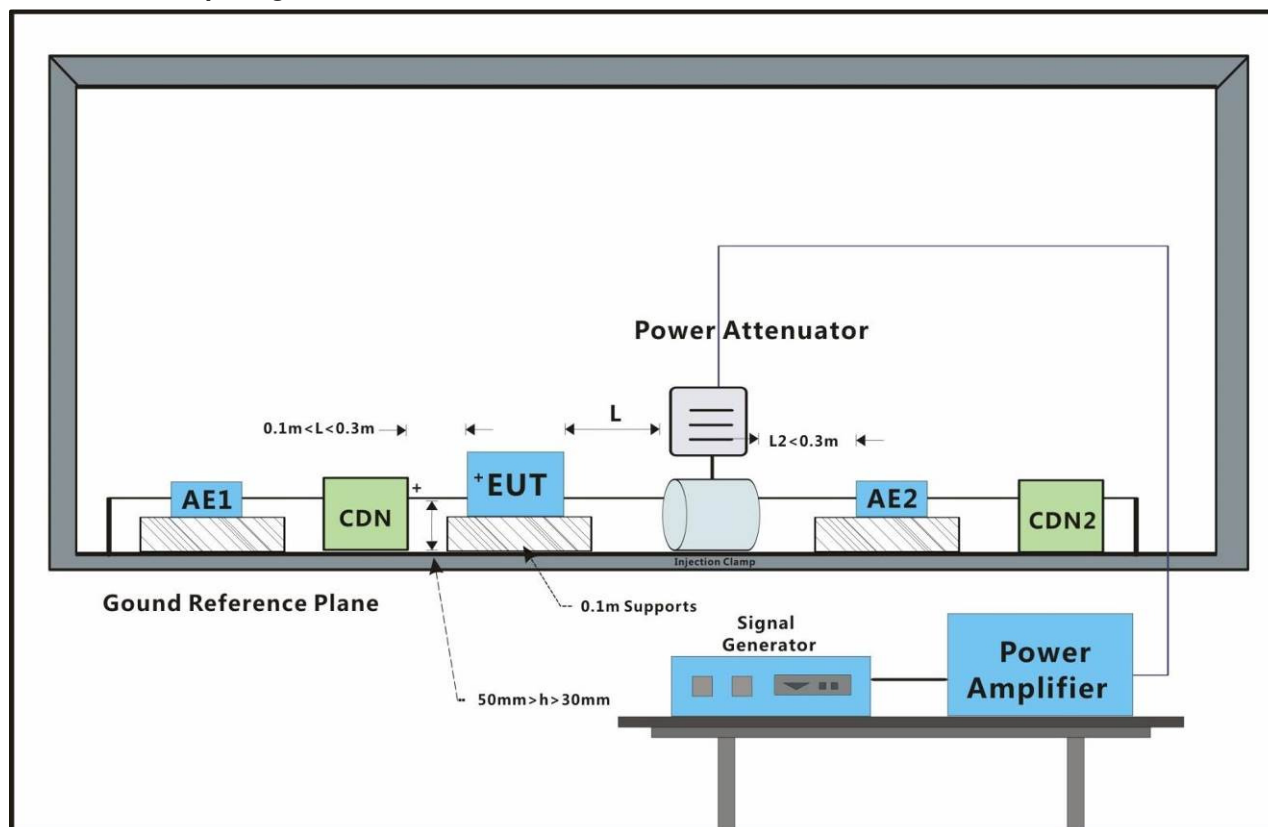 Power Attenuator
0.1m<L<0.3m
L
L2<0.3m
AE1
CDN
+
+EUT
AE2
CDN2
Injection Clamp
Gound Reference Plane
0.1m Supports
Signal
Generator
Power
Amplifier
50mm>h>30mm